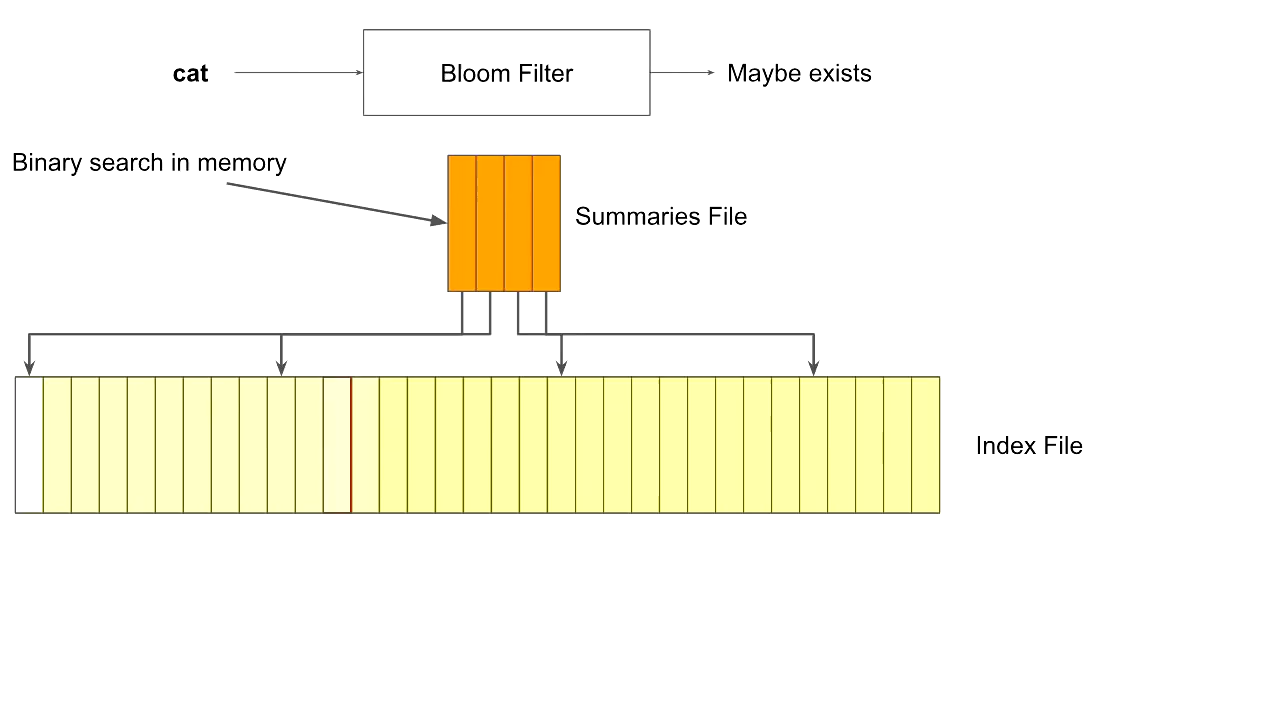 cat
Bloom Filter
Maybe exists
Binary search in memory
Summaries File
Index File